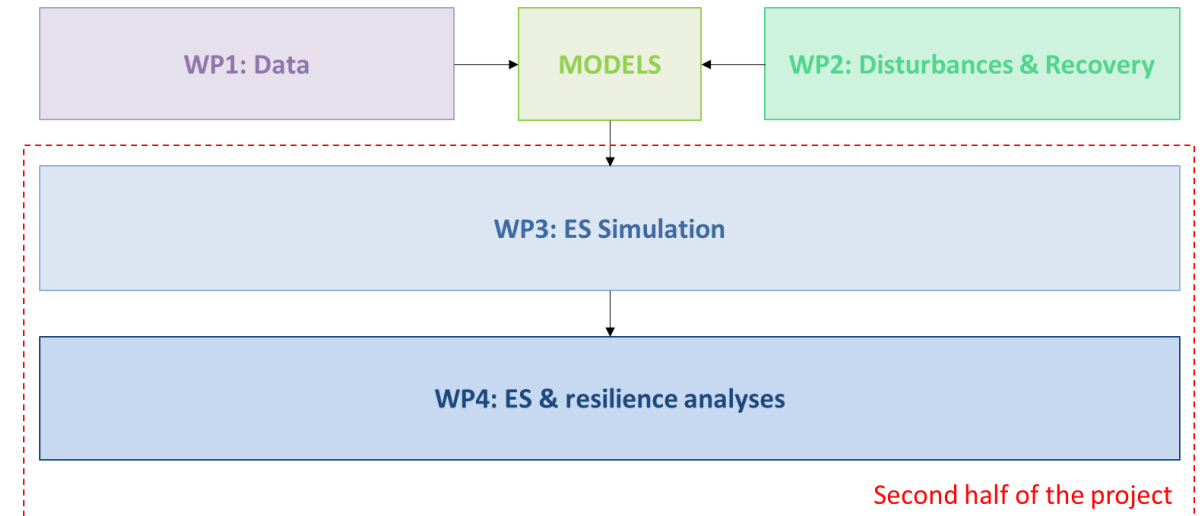 WP1: Data
MODELS
WP2: Disturbances & Recovery
WP3: ES Simulation
WP4: ES & resilience analyses
Second half of the project